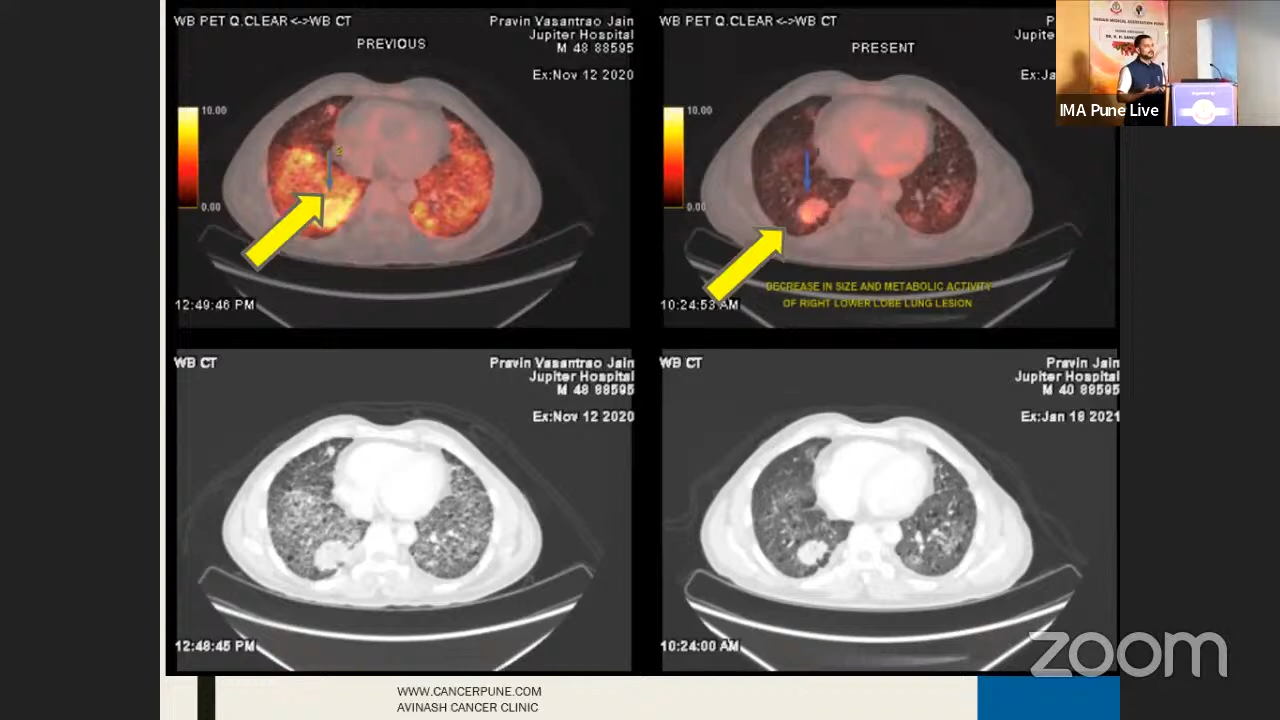 WB PET Q.CLEAR <->WB CT
Pravin Vasantrao Jain
Jupiter Hospital
M 48 88595
PREVIOUS
Ex:Nov 12 2020
10.00
0.00
2
12:49:46 PM
WB PET Q.CLEAR <->WB CT
P
Jupite
PRESENT
Ex:Ja
10.00
0.00
10:24:53 AM
DECREASE IN SIZE AND METABOLIC ACTIVITY
OF RIGHT LOWER LOBE LUNG LESION
IMA Pune Live
WB CT
Pravin Vasantrao Jain
Jupiter Hospital
M 48 88595
Ex:Nov 12 2020
12:48:45 PM
WB CT
Pravin Jain
Jupiter Hospital
M 40 88595
Ex:Jan 18 2021
10:24:00 AM
zoom
WWW.CANCERPUNE.COM
AVINASH CANCER CLINIC